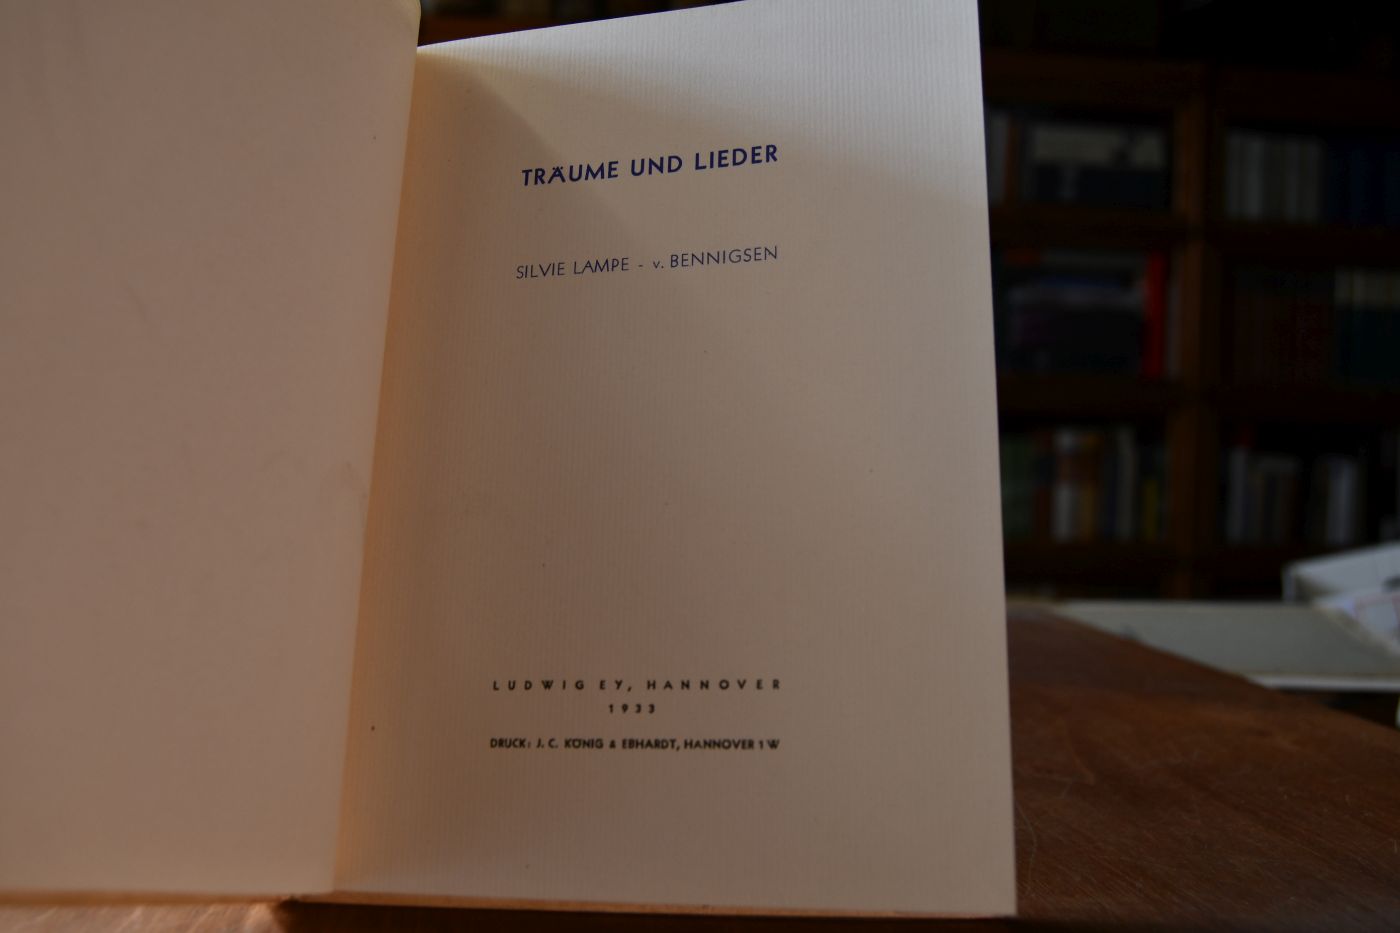 TRÄUME UND LIEDER
SILVIE LAMPE - v. BENNIGSEN
LUDWIG EY, HANNOVER
1933
DRUCK: J. C. KÖNIG & EBHARDT, HANNOVER 1 W